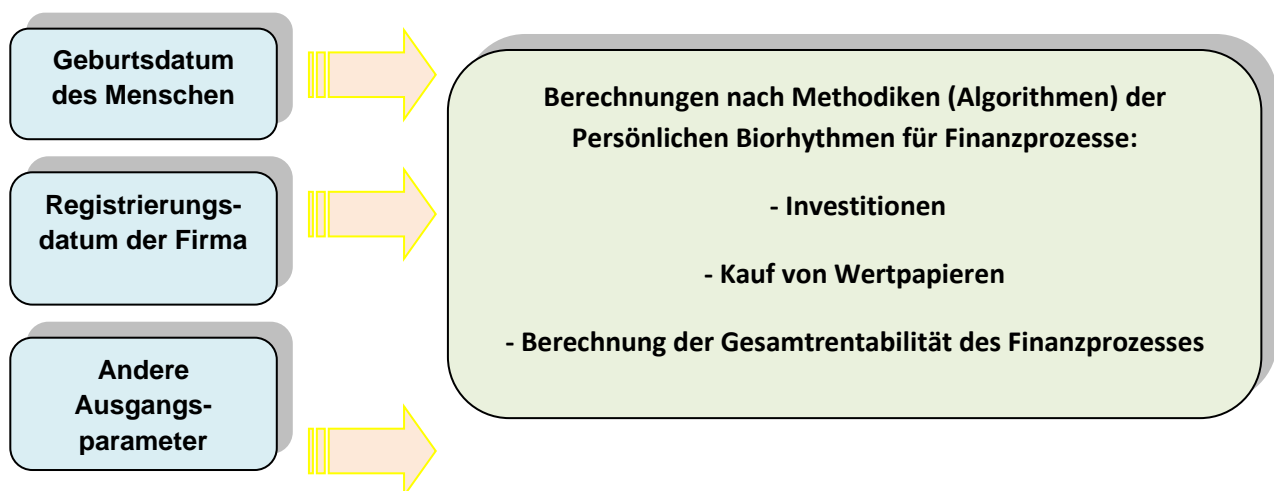 Geburtsdatum
des Menschen
Registrierungs-
datum der Firma
Andere
Ausgangs-
parameter
Berechnungen nach Methodiken (Algorithmen) der
Persönlichen Biorhythmen für Finanzprozesse:
- Investitionen
- Kauf von Wertpapieren
- Berechnung der Gesamtrentabilität des Finanzprozesses